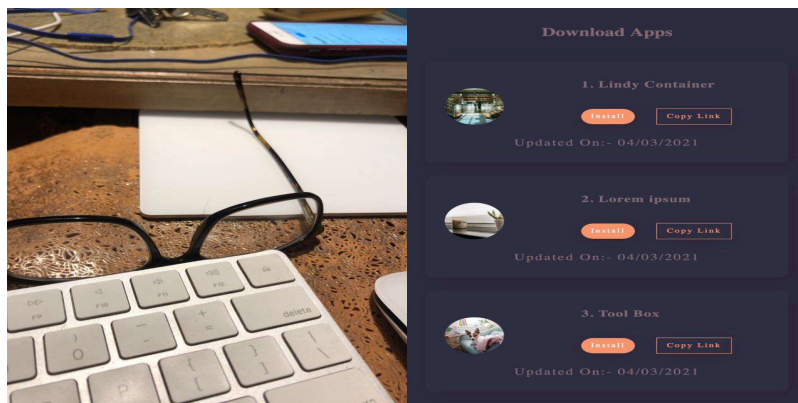 Download Apps
1. Lindy Container
Install Copy Link
Updated On:- 04/03/2021
2. Lorem ipsum
Install Copy Link
Updated On:- 04/03/2021
3. Tool Box
Install Copy Link
Updated On:- 04/03/2021
F9 F10 F11 F12
) 0 _ - + = delete
P { [ } ] | \